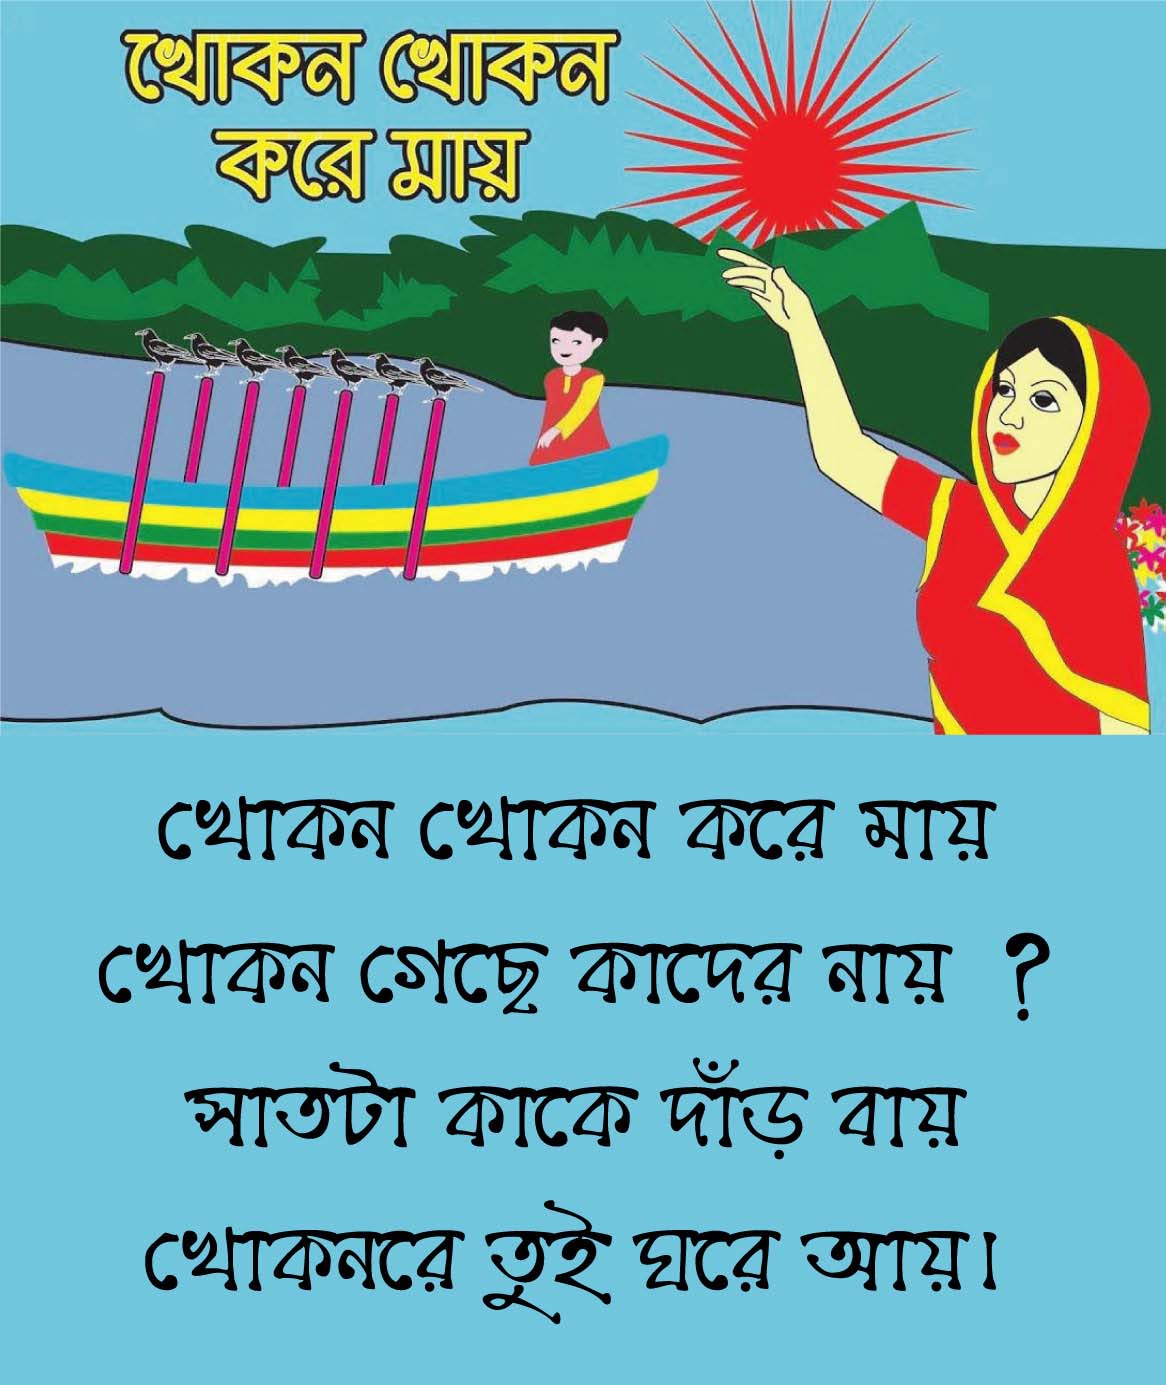 খোকন খোকন
করে মায়
খোকন খোকন করে মায়
খোকন গেছে কাদের নায় ?
সাতটা কাকে দাঁড় বায়
খোকনরে তুই ঘরে আয়।